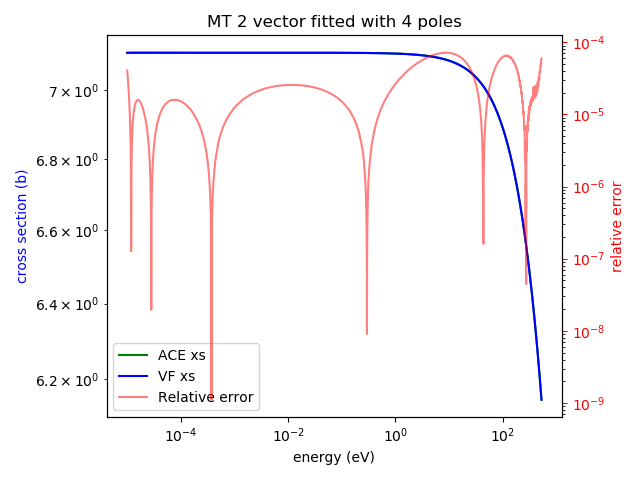 MT 2 vector fitted with 4 poles
cross section (b)
7 × 10⁰
6.8 × 10⁰
6.6 × 10⁰
6.4 × 10⁰
6.2 × 10⁰
ACE xs
VF xs
Relative error
10⁻⁴
10⁻⁵
10⁻⁶
10⁻⁷
10⁻⁸
10⁻⁹
relative error
10⁻⁴ 10⁻² 10⁰ 10²
energy (eV)